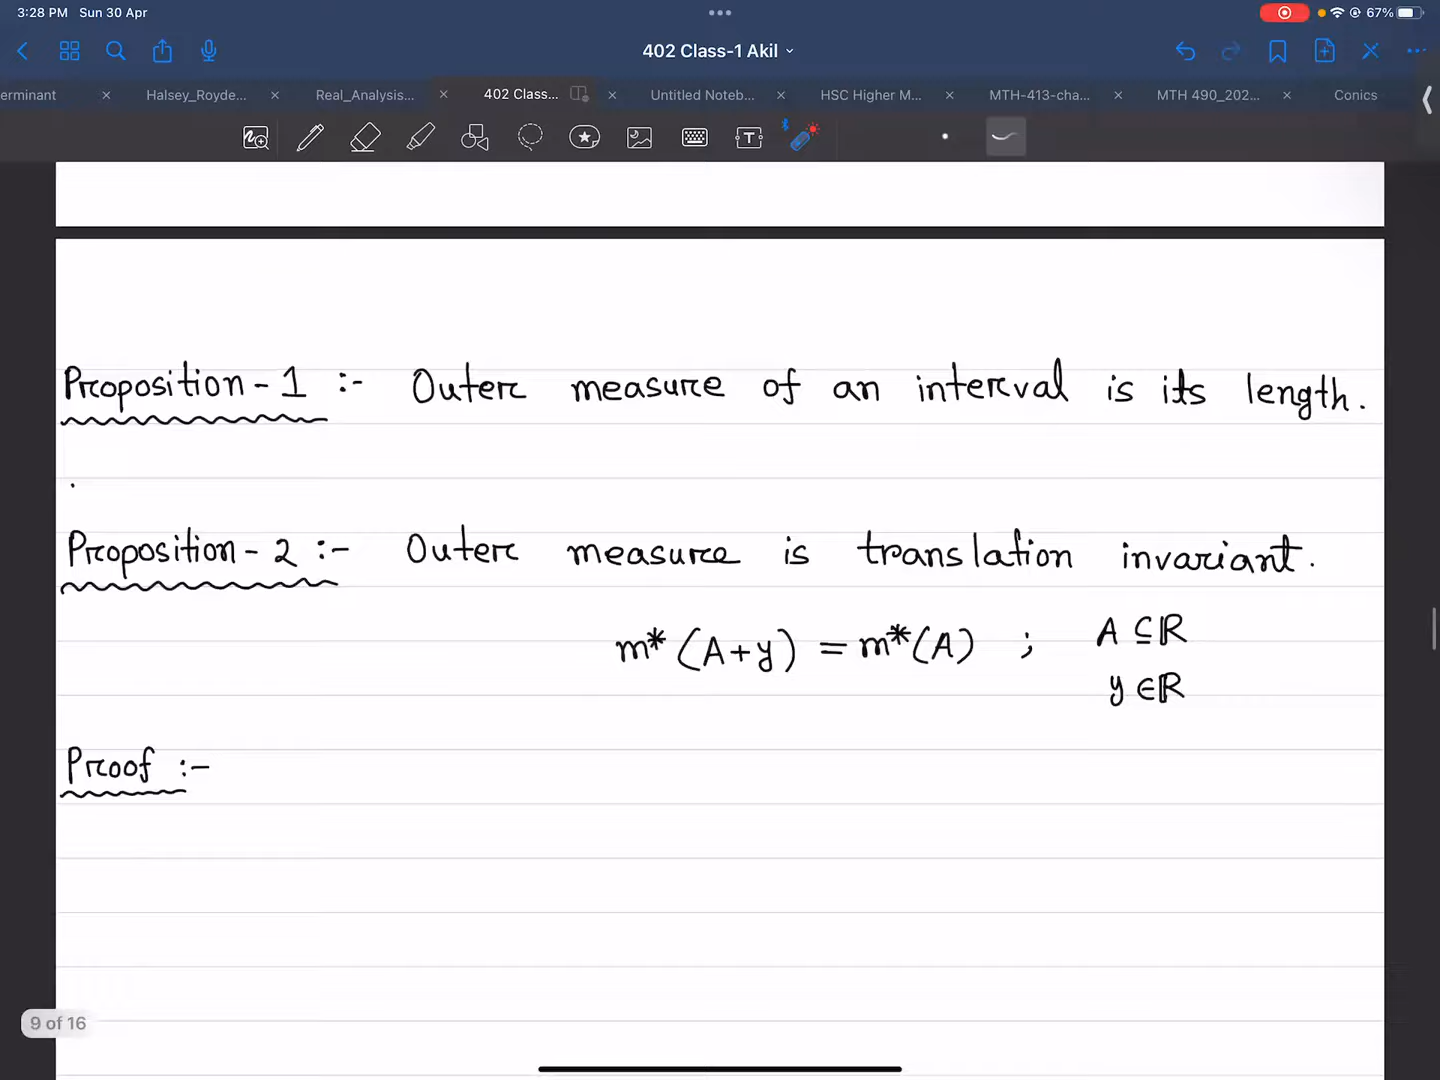 3:28 PM Sun 30 Apr
67%
402 Class-1 Akil
erminant
Halsey_Royde...
Real_Analysis...
402 Class...
Untitled Noteb...
HSC Higher M...
MTH-413-cha...
MTH 490_202...
Conics
Proposition - 1 :- Outer measure of an interval is its length.
Proposition - 2 :- Outer measure is translation invariant.
m* (A+y) = m*(A) ; A ⊆ ℝ
y ∈ ℝ
Proof :-
9 of 16